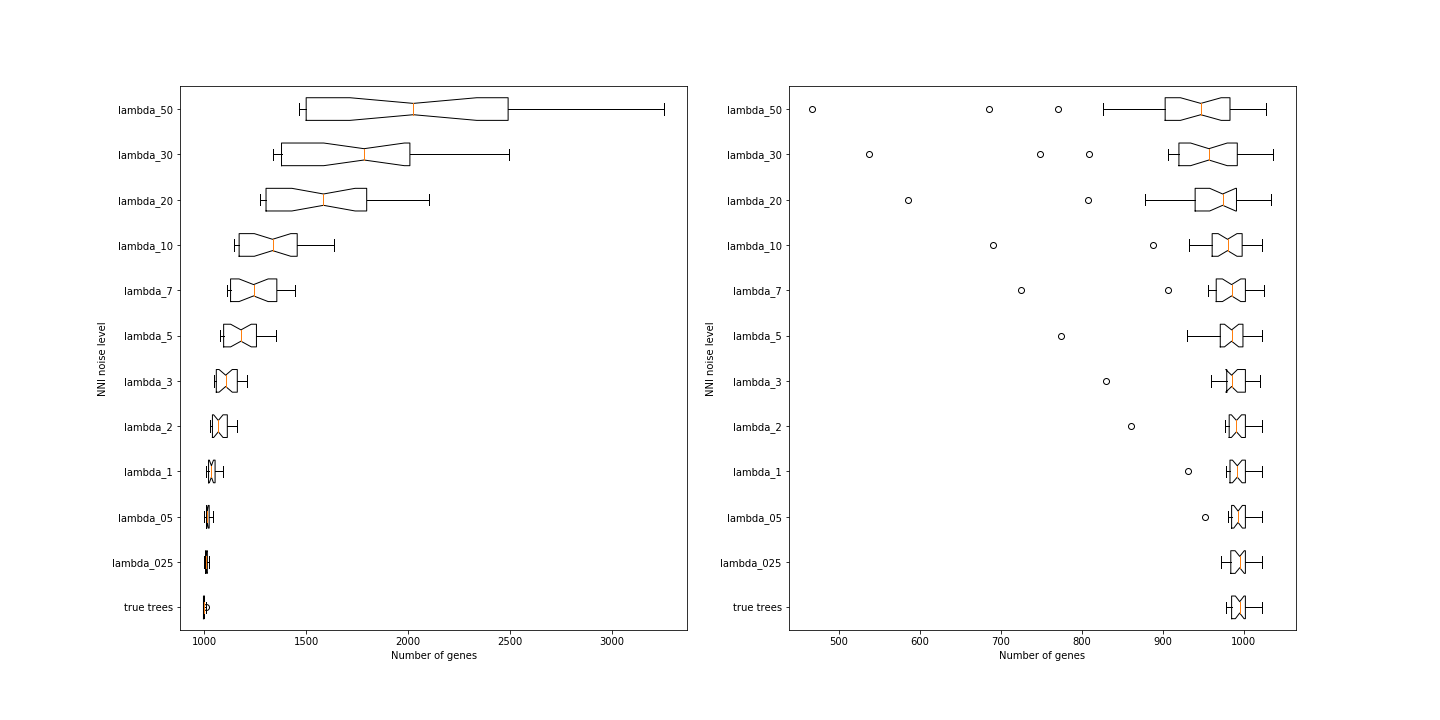 lambda_50
lambda_30
lambda_20
lambda_10
lambda_7
lambda_5
lambda_3
lambda_2
lambda_1
lambda_05
lambda_025
true trees
NNI noise level
1000 1500 2000 2500 3000
Number of genes
lambda_50
lambda_30
lambda_20
lambda_10
lambda_7
lambda_5
lambda_3
lambda_2
lambda_1
lambda_05
lambda_025
true trees
NNI noise level
500 600 700 800 900 1000
Number of genes